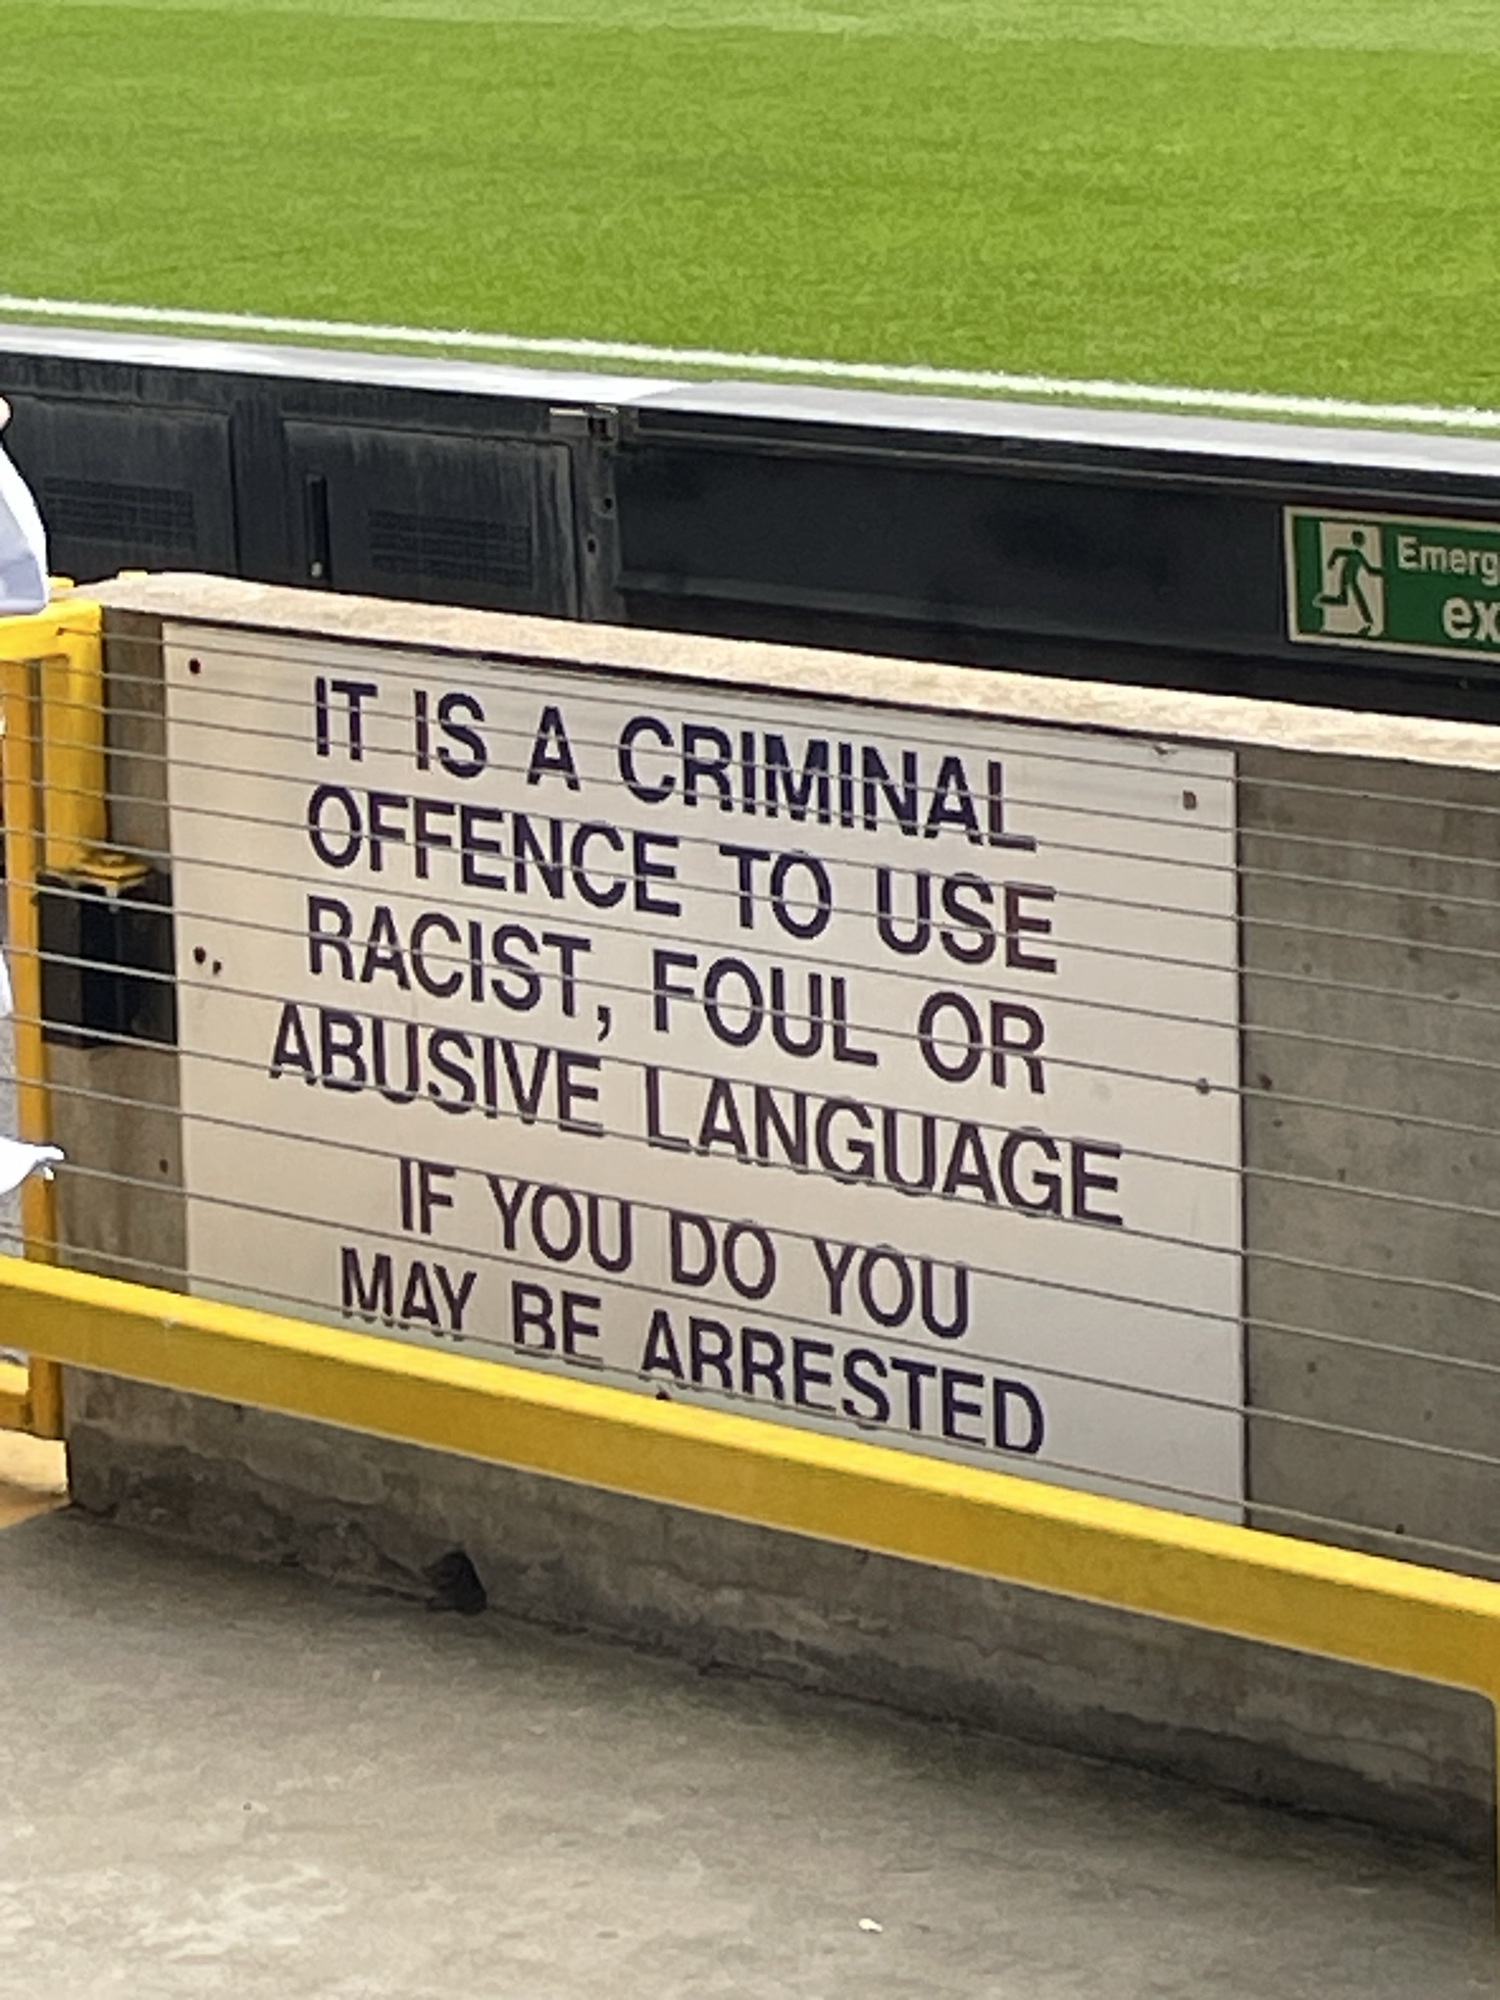 Emerg
ex
IT IS A CRIMINAL
OFFENCE TO USE
RACIST, FOUL OR
ABUSIVE LANGUAGE
IF YOU DO YOU
MAY BE ARRESTED